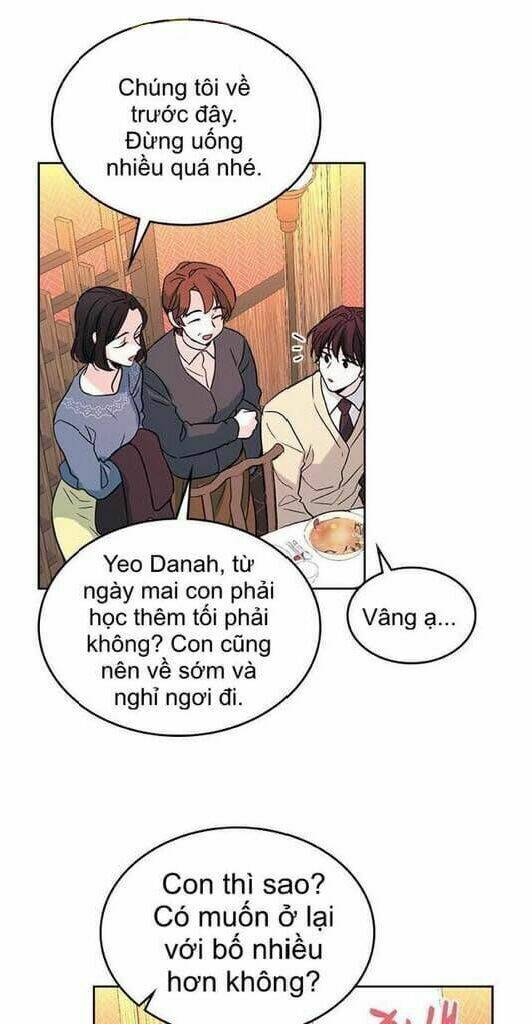 Chúng tôi về
trước đây.
Đừng uống
nhiều quá nhé.
Yeo Danah, từ
ngày mai con phải
học thêm tối phải
không? Con cũng
nên về sớm và
nghỉ ngơi đi.
Vâng ạ...
Con thì sao?
Có muốn ở lại
với bố nhiều
hơn không?